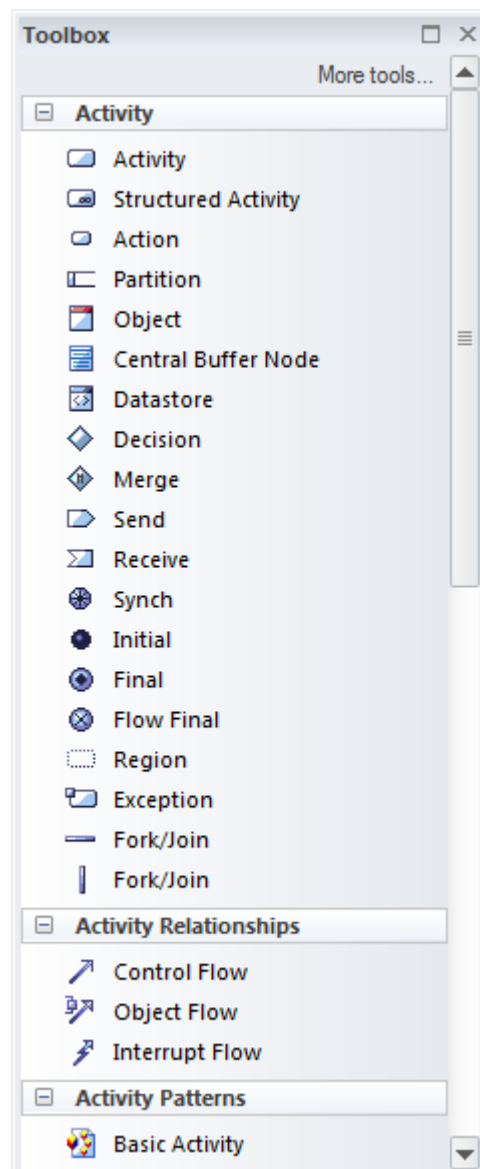 Toolbox
More tools...
Activity
Activity
Structured Activity
Action
Partition
Object
Central Buffer Node
Datastore
Decision
Merge
Send
Receive
Synch
Initial
Final
Flow Final
Region
Exception
Fork/Join
Fork/Join
Activity Relationships
Control Flow
Object Flow
Interrupt Flow
Activity Patterns
Basic Activity